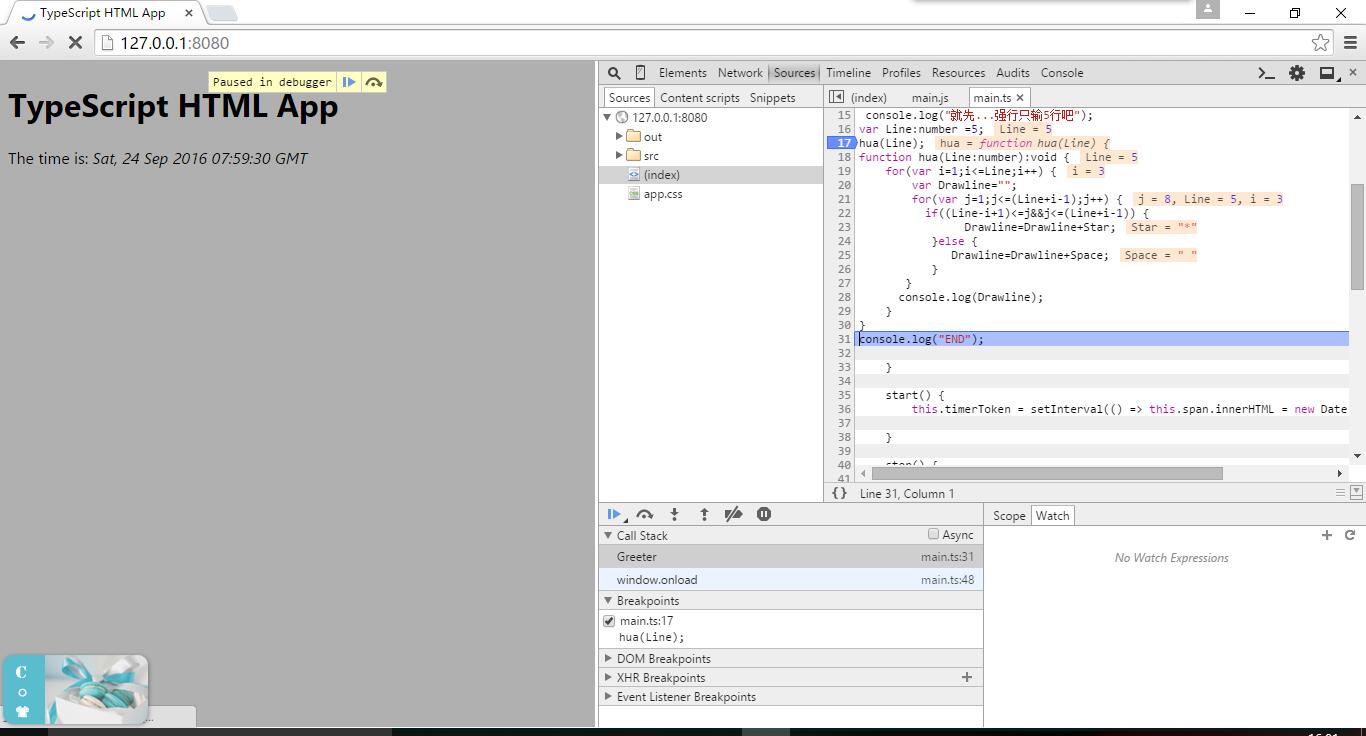 TypeScript HTML App
127.0.0.1:8080
Paused in debugger
TypeScript HTML App
The time is: Sat, 24 Sep 2016 07:59:30 GMT
C
Elements Network Sources Timeline Profiles Resources Audits Console
Sources Content scripts Snippets
127.0.0.1:8080
out
src
(index)
app.css
(index) main.js main.ts
15 console.log("就先...强行只输5行吧");
16 var Line:number =5; Line = 5
17 hua(Line); hua = function hua(Line) {
18 function hua(Line:number):void { Line = 5
19 for(var i=1;i<=Line;i++) { i = 3
20 var Drawline="";
21 for(var j=1;j<=(Line+i-1);j++) { j = 8, Line = 5, i = 3
22 if((Line-i+1)<=j&&j<=(Line+i-1)) {
23 Drawline=Drawline+Star; Star = "*"
24 }else {
25 Drawline=Drawline+Space; Space = " "
26 }
27 }
28 console.log(Drawline);
29 }
30 }
31 console.log("END");
32
33 }
34
35 start() {
36 this.timerToken = setInterval(() => this.span.innerHTML = new Date
37
38 }
39
40 stop() {
41
{} Line 31, Column 1
Call Stack Async
Greeter main.ts:31
window.onload main.ts:48
Breakpoints
main.ts:17
hua(Line);
DOM Breakpoints
XHR Breakpoints
Event Listener Breakpoints
Scope Watch
No Watch Expressions